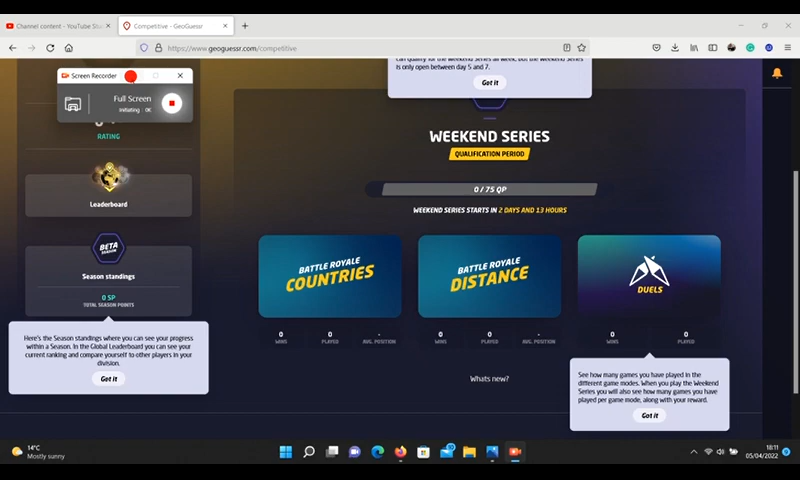 Channel content - YouTube Stu
Competitive - GeoGuessr
https://www.geoguessr.com/competitive
Screen Recorder
Full Screen
Initiating : OK
can qualify for the Weekend Series all week, but the Weekend Series
is only open between day 5 and 7.
Got it
RATING
Leaderboard
BETA
SEASON
Season standings
0 SP
TOTAL SEASON POINTS
Here's the Season standings where you can see your progress
within a Season. In the Global Leaderboard you can see your
current ranking and compare yourself to other players in your
division.
Got it
WEEKEND SERIES
QUALIFICATION PERIOD
0 / 75 QP
WEEKEND SERIES STARTS IN 2 DAYS AND 13 HOURS
BATTLE ROYALE
COUNTRIES
0 0 -
WINS PLAYED AVG. POSITION
BATTLE ROYALE
DISTANCE
0 0 -
WINS PLAYED AVG. POSITION
DUELS
0 0
WINS PLAYED
Whats new?
See how many games you have played in the
different game modes. When you play the Weekend
Series you will also see how many games you have
played per game mode, along with your reward.
Got it
14°C
Mostly sunny
18:11
05/04/2022